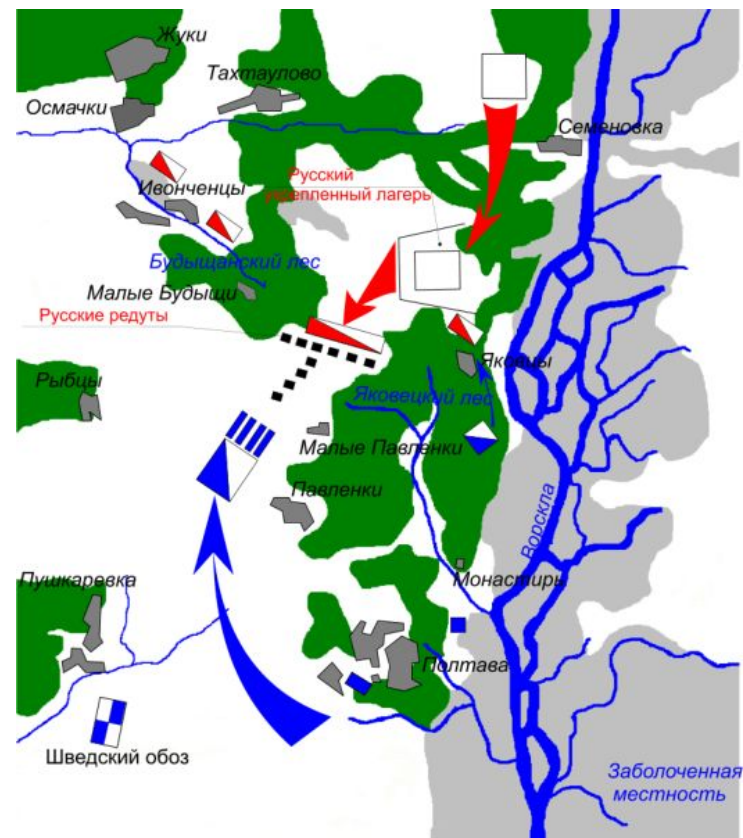 Жуки
Тахтаулово
Осмачки
Семеновка
Русский
укрепленный лагерь
Ивонченцы
Будыщанский лес
Малые Будыщи
Русские редуты
Яковцы
Рыбцы
Яковецкий лес
Малые Павленки
Павленки
Ворскла
Пушкаревка
Монастирь
Полтава
Шведский обоз
Заболоченная
местность